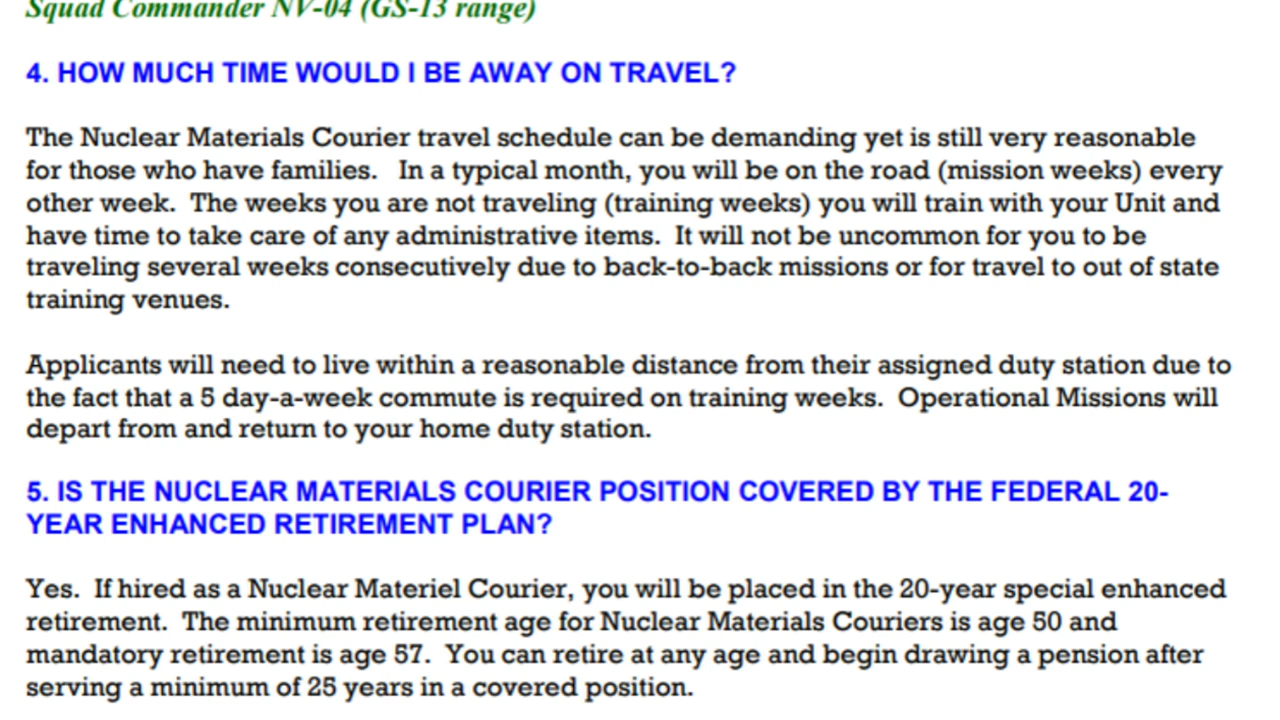 Squad Commander NV-04 (GS-13 range)
4. HOW MUCH TIME WOULD I BE AWAY ON TRAVEL?
The Nuclear Materials Courier travel schedule can be demanding yet is still very reasonable
for those who have families.   In a typical month, you will be on the road (mission weeks) every
other week.  The weeks you are not traveling (training weeks) you will train with your Unit and
have time to take care of any administrative items.  It will not be uncommon for you to be
traveling several weeks consecutively due to back-to-back missions or for travel to out of state
training venues.
Applicants will need to live within a reasonable distance from their assigned duty station due to
the fact that a 5 day-a-week commute is required on training weeks.  Operational Missions will
depart from and return to your home duty station.
5. IS THE NUCLEAR MATERIALS COURIER POSITION COVERED BY THE FEDERAL 20-
YEAR ENHANCED RETIREMENT PLAN?
Yes.  If hired as a Nuclear Materiel Courier, you will be placed in the 20-year special enhanced
retirement.  The minimum retirement age for Nuclear Materials Couriers is age 50 and
mandatory retirement is age 57.  You can retire at any age and begin drawing a pension after
serving a minimum of 25 years in a covered position.